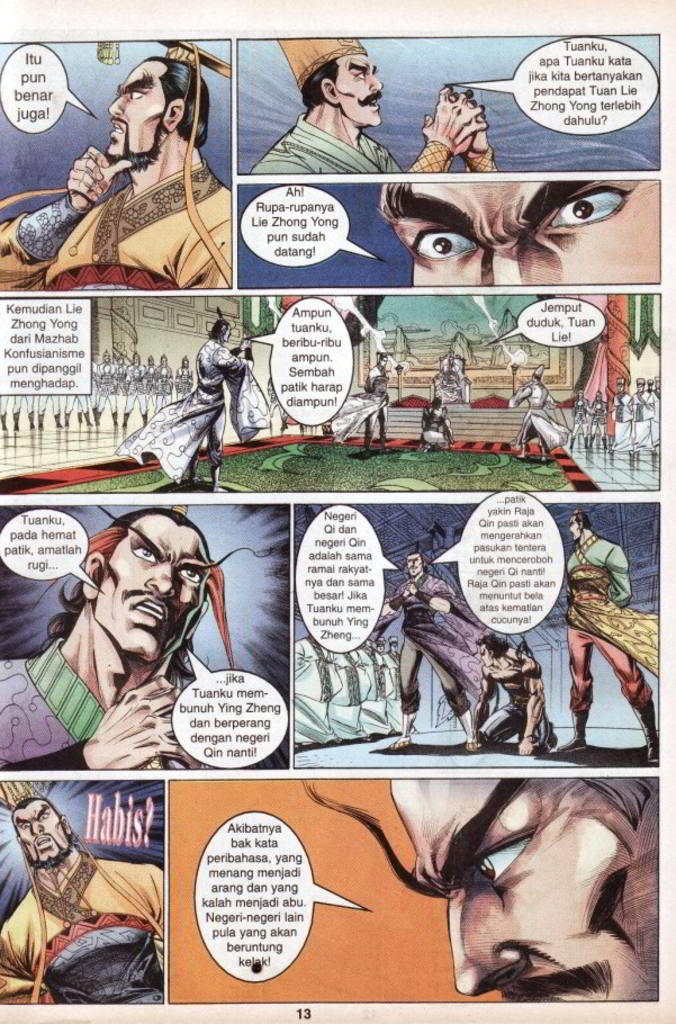 Itu
pun
benar
juga!
Tuanku,
apa Tuanku kata
jika kita bertanyakan
pendapat Tuan Lie
Zhong Yong terlebih
dahulu?
Ah!
Rupa-rupanya
Lie Zhong Yong
pun sudah
datang!
Kemudian Lie
Zhong Yong
dari Mazhab
Konfusianisme
pun dipanggil
menghadap.
Ampun
tuanku,
beribu-ribu
ampun.
Sembah
patik harap
diampun!
Jemput
duduk, Tuan
Lie!
Tuanku,
pada hemat
patik, amatlah
rugi...
...jika
Tuanku mem-
bunuh Ying Zheng
dan berperang
dengan negeri
Qin nanti!
Negeri
Qi dan
negeri Qin
adalah sama
ramai rakyat-
nya dan sama
besar! Jika
Tuanku mem-
bunuh Ying
Zheng...
...patik
yakin Raja
Qin pasti akan
mengerahkan
pasukan tentera
untuk menceroboh
negeri Qi nanti!
Raja Qin pasti akan
menuntut bela
atas kematian
cucunya!
Habis?
Akibatnya
bak kata
peribahasa, yang
menang menjadi
arang dan yang
kalah menjadi abu.
Negeri-negeri lain
pula yang akan
beruntung
kelak!
13